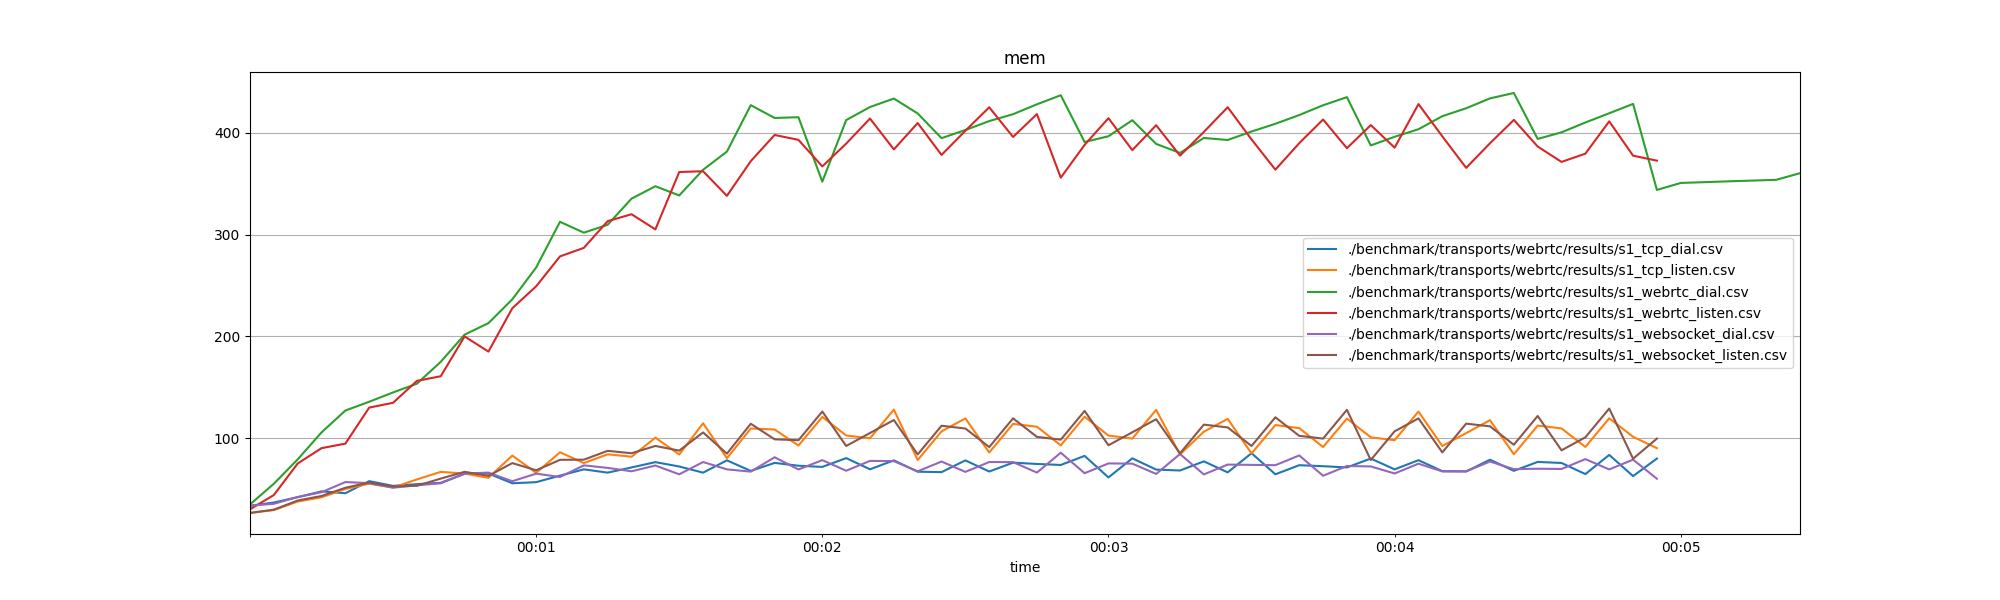 mem
400
300
200
100
./benchmark/transports/webrtc/results/s1_tcp_dial.csv
./benchmark/transports/webrtc/results/s1_tcp_listen.csv
./benchmark/transports/webrtc/results/s1_webrtc_dial.csv
./benchmark/transports/webrtc/results/s1_webrtc_listen.csv
./benchmark/transports/webrtc/results/s1_websocket_dial.csv
./benchmark/transports/webrtc/results/s1_websocket_listen.csv
00:01 00:02 00:03 00:04 00:05
time